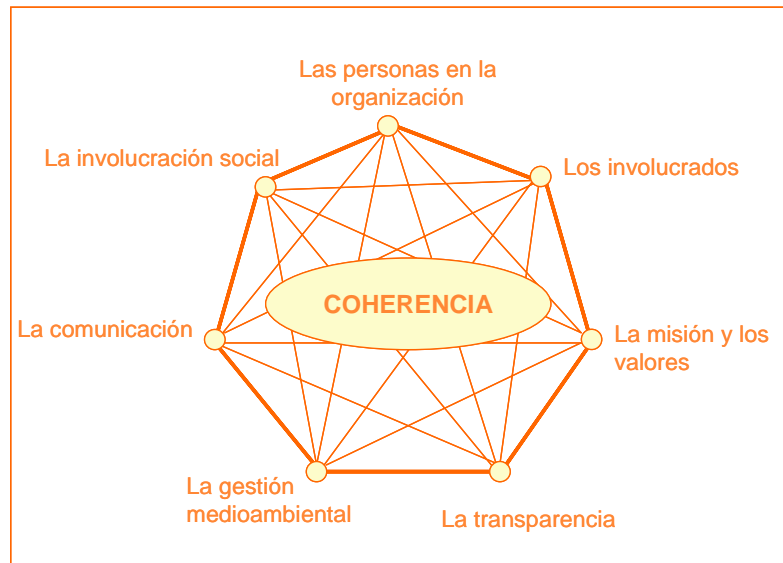 Las personas en la
organización
La involucración social
Los involucrados
COHERENCIA
La comunicación
La misión y los
valores
La gestión
medioambiental
La transparencia